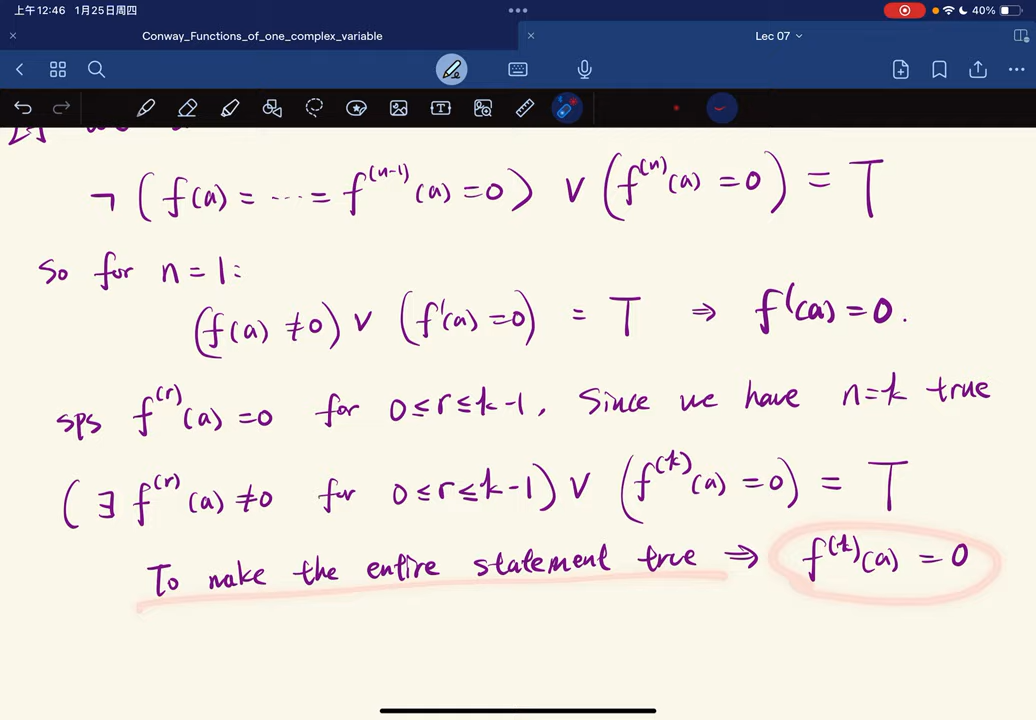 上午12:46 1月25日周四 40%
Conway_Functions_of_one_complex_variable Lec 07
¬ (f(a) = ⋯ = f^(n-1)(a) = 0) ∨ (f^(n)(a) = 0) = T
So for n = 1:
(f(a) ≠ 0) ∨ (f'(a) = 0) = T ⇒ f'(a) = 0.
sps f^(r)(a) = 0 for 0 ≤ r ≤ k-1, Since we have n=k true
(∃ f^(r)(a) ≠ 0 for 0 ≤ r ≤ k-1) ∨ (f^(k)(a) = 0) = T
To make the entire statement true ⇒ f^(k)(a) = 0